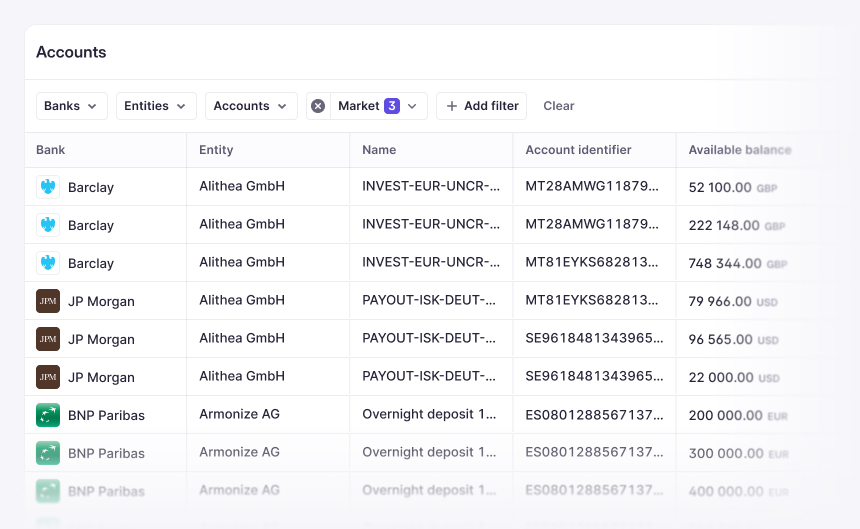 Accounts
Banks Entities Accounts Market 3 Add filter Clear
Bank Entity Name Account identifier Available balance
Barclay Alithea GmbH INVEST-EUR-UNCR-... MT28AMWG11879... 52 100.00 GBP
Barclay Alithea GmbH INVEST-EUR-UNCR-... MT28AMWG11879... 222 148.00 GBP
Barclay Alithea GmbH INVEST-EUR-UNCR-... MT81EYKS682813... 748 344.00 GBP
JPM JP Morgan Alithea GmbH PAYOUT-ISK-DEUT-... MT81EYKS682813... 79 966.00 USD
JPM JP Morgan Alithea GmbH PAYOUT-ISK-DEUT-... SE9618481343965... 96 565.00 USD
JPM JP Morgan Alithea GmbH PAYOUT-ISK-DEUT-... SE9618481343965... 22 000.00 USD
BNP Paribas Armonize AG Overnight deposit 1... ES0801288567137... 200 000.00 EUR
BNP Paribas Armonize AG Overnight deposit 1... ES0801288567137... 300 000.00 EUR
BNP Paribas Armonize AG Overnight deposit 1... ES0801288567137... 400 000.00 EUR